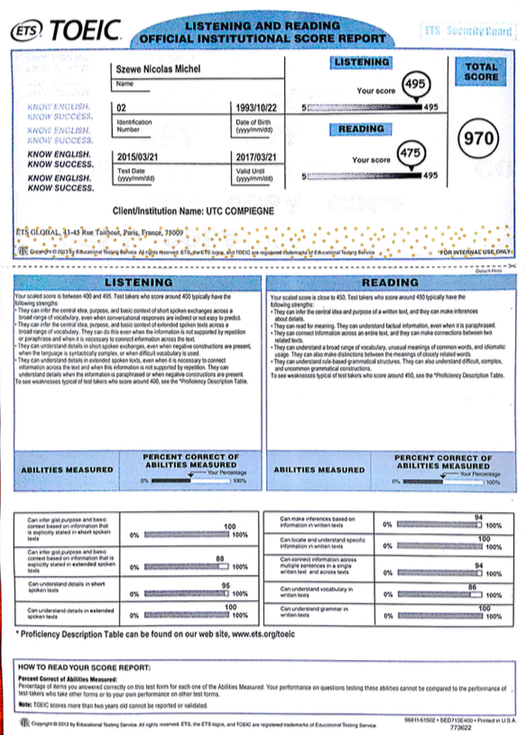 ETS TOEIC
LISTENING AND READING
OFFICIAL INSTITUTIONAL SCORE REPORT
ETS Security Guard
Szewe Nicolas Michel
Name
LISTENING
Your score
495
5
495
TOTAL
SCORE
970
KNOW ENGLISH.
KNOW SUCCESS.
KNOW ENGLISH.
KNOW SUCCESS.
KNOW ENGLISH.
KNOW SUCCESS.
KNOW ENGLISH.
KNOW SUCCESS.
02
1993/10/22
Identification
Number
Date of Birth
(yyyy/mm/dd)
READING
Your score
475
5
495
2015/03/21
2017/03/21
Test Date
(yyyy/mm/dd)
Valid Until
(yyyy/mm/dd)
Client/Institution Name: UTC COMPIEGNE
ETS GLOBAL, 43-45 Rue Taitbout, Paris, France, 75009
Copyright © 2013 by Educational Testing Service. All rights reserved. ETS, the ETS logos, and TOEIC are registered trademarks of Educational Testing Service.
FOR INTERNAL USE ONLY
Detach Here
LISTENING
Your scaled score is between 400 and 495. Test takers who score around 400 typically have the
following strengths:
• They can infer the central idea, purpose, and basic context of short spoken exchanges across a
broad range of vocabulary, even when conversational responses are indirect or not easy to predict.
• They can infer the central idea, purpose, and basic context of extended spoken texts across a
broad range of vocabulary. They can do this even when the information is not supported by repetition
or paraphrase and when it is necessary to connect information across the text.
• They can understand details in short spoken exchanges, even when negative constructions are present,
when the language is syntactically complex, or when difficult vocabulary is used.
• They can understand details in extended spoken texts, even when it is necessary to connect
information across the text and when this information is not supported by repetition. They can
understand details when the information is paraphrased or when negative constructions are present.
To see weaknesses typical of test takers who score around 400, see the *Proficiency Description Table.
READING
Your scaled score is close to 450. Test takers who score around 450 typically have the
following strengths:
• They can infer the central idea and purpose of a written text, and they can make inferences
about details.
• They can read for meaning. They can understand factual information, even when it is paraphrased.
• They can connect information across an entire text, and they can make connections between two
related texts.
• They can understand a broad range of vocabulary, unusual meanings of common words, and idiomatic
usage. They can also make distinctions between the meanings of closely related words.
• They can understand rule-based grammatical structures. They can also understand difficult, complex,
and uncommon grammatical constructions.
To see weaknesses typical of test takers who score around 450, see the *Proficiency Description Table.
ABILITIES MEASURED
PERCENT CORRECT OF
ABILITIES MEASURED
Your Percentage
0%
100%
ABILITIES MEASURED
PERCENT CORRECT OF
ABILITIES MEASURED
Your Percentage
0%
100%
Can infer gist,purpose and basic
context based on information that
is explicitly stated in short spoken
texts
0%
100
100%
Can infer gist,purpose and basic
context based on information that is
explicitly stated in extended spoken
texts
0%
88
100%
Can understand details in short
spoken texts
0%
95
100%
Can understand details in extended
spoken texts
0%
100
100%
Can make inferences based on
information in written texts
0%
94
100%
Can locate and understand specific
information in written texts
0%
100
100%
Can connect information across
multiple sentences in a single
written text and across texts
0%
94
100%
Can understand vocabulary in
written texts
0%
86
100%
Can understand grammar in
written texts
0%
100
100%
* Proficiency Description Table can be found on our web site, www.ets.org/toeic
HOW TO READ YOUR SCORE REPORT:
Percent Correct of Abilities Measured:
Percentage of items you answered correctly on this test form for each one of the Abilities Measured. Your performance on questions testing these abilities cannot be compared to the performance of
test-takers who take other forms or to your own performance on other test forms.
Note: TOEIC scores more than two years old cannot be reported or validated.
Copyright © 2013 by Educational Testing Service. All rights reserved. ETS, the ETS logos, and TOEIC are registered trademarks of Educational Testing Service.
98811-61502 • SED713E400 • Printed in U.S.A.
773622